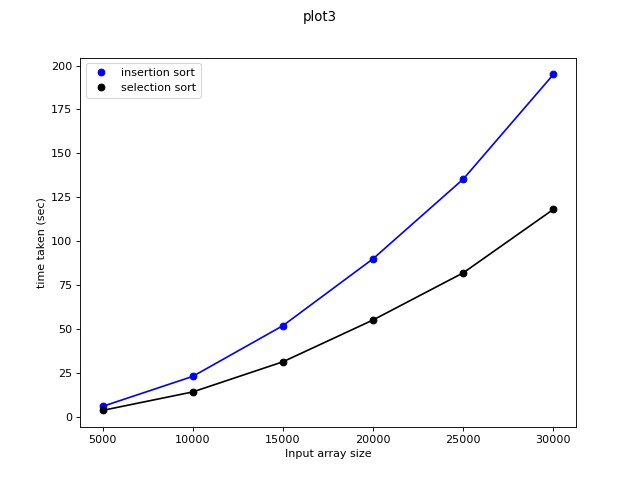 plot3
insertion sort
selection sort
200
175
150
125
100
75
50
25
0
time taken (sec)
5000 10000 15000 20000 25000 30000
Input array size